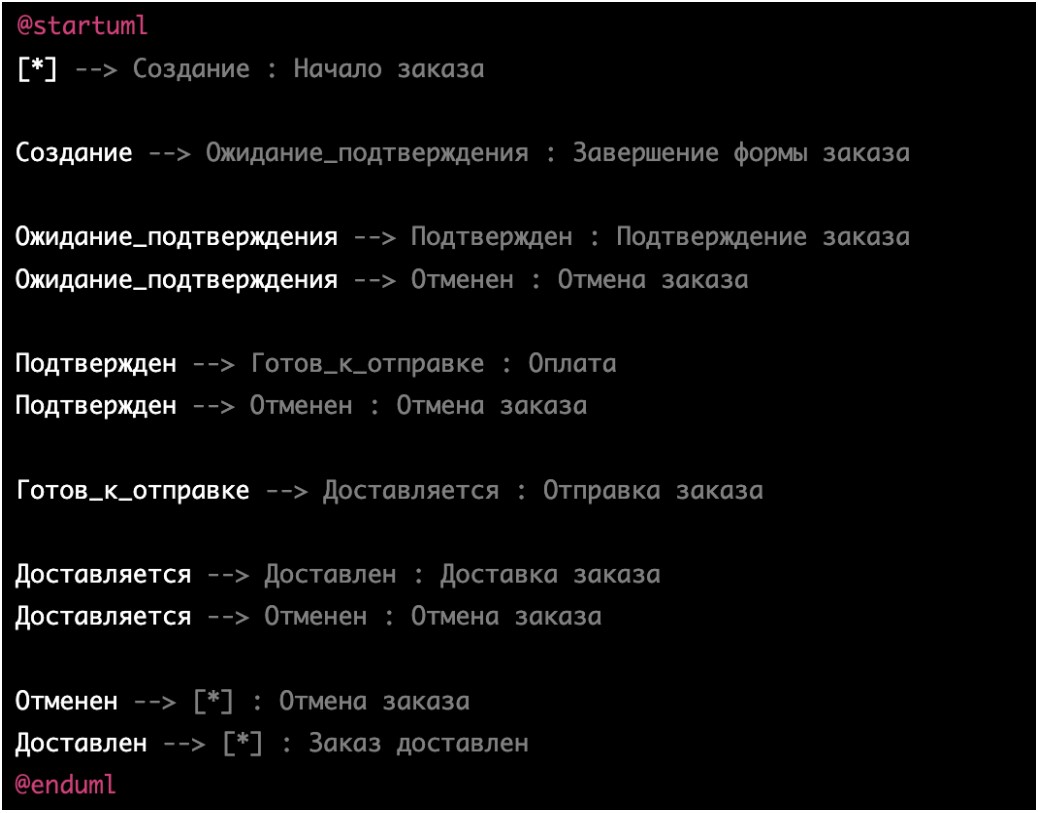 @startuml
[*] --> Создание : Начало заказа
Создание --> Ожидание_подтверждения : Завершение формы заказа
Ожидание_подтверждения --> Подтвержден : Подтверждение заказа
Ожидание_подтверждения --> Отменен : Отмена заказа
Подтвержден --> Готов_к_отправке : Оплата
Подтвержден --> Отменен : Отмена заказа
Готов_к_отправке --> Доставляется : Отправка заказа
Доставляется --> Доставлен : Доставка заказа
Доставляется --> Отменен : Отмена заказа
Отменен --> [*] : Отмена заказа
Доставлен --> [*] : Заказ доставлен
@enduml